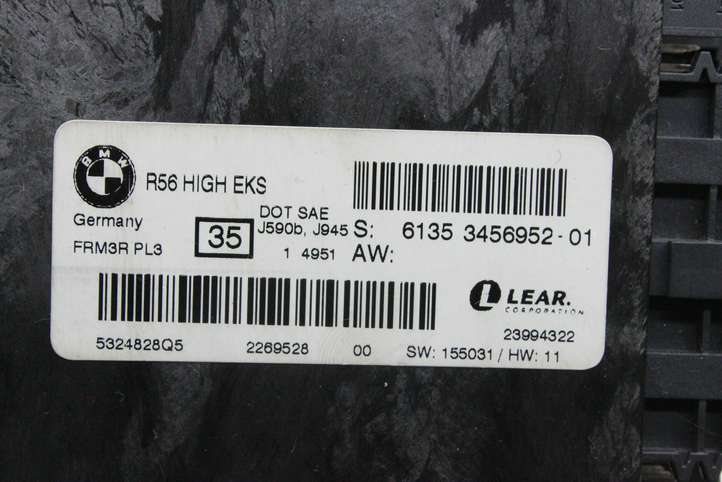 BMW
R56 HIGH EKS
Germany
35
DOT SAE
J590b, J945
S: 6135 3456952-01
FRM3R PL3
1 4951
AW:
LEAR.
CORPORATION
23994322
5324828Q5 2269528 00 SW: 155031 / HW: 11